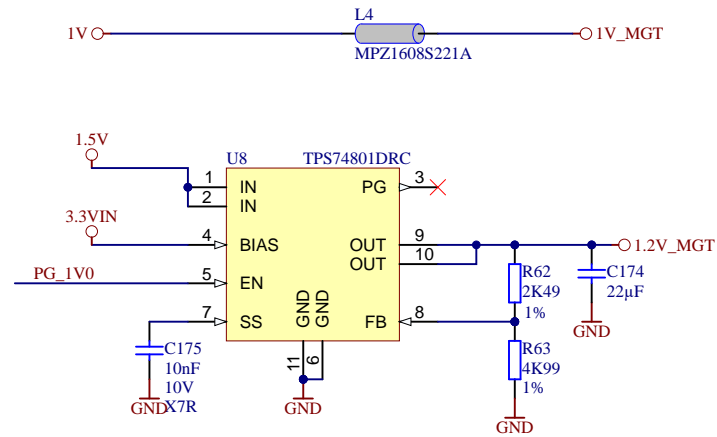 L4
1V
1V_MGT
MPZ1608S221A
1.5V
U8
TPS74801DRC
1
IN
PG
3
2
IN
3.3VIN
4
BIAS
OUT
9
1.2V_MGT
OUT
10
R62
C174
PG_1V0
5
EN
2K49
22µF
1%
7
SS
GND
GND
FB
8
GND
C175
R63
10nF
11
6
4K99
10V
1%
X7R
GND
GND
GND